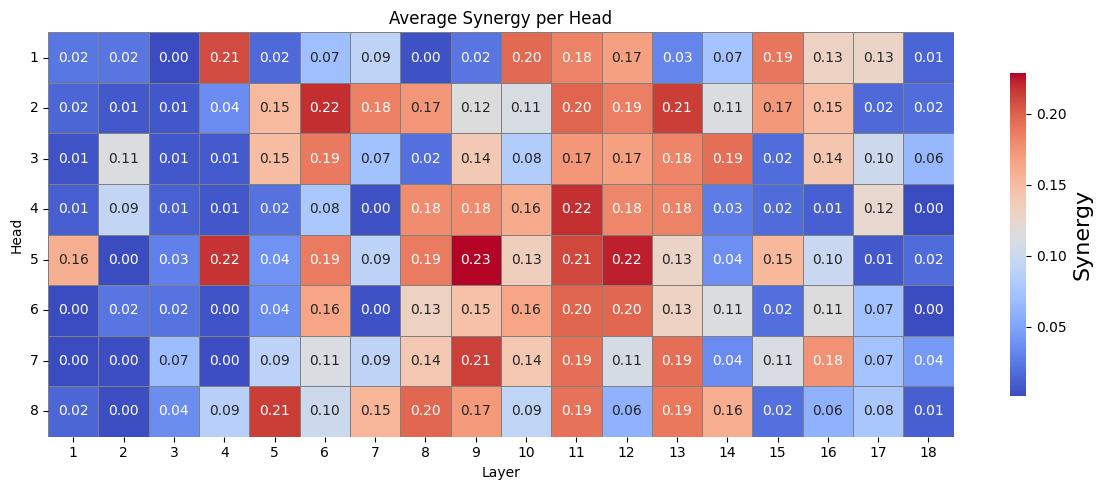 Average Synergy per Head
1 0.02 0.02 0.00 0.21 0.02 0.07 0.09 0.00 0.02 0.20 0.18 0.17 0.03 0.07 0.19 0.13 0.13 0.01
2 0.02 0.01 0.01 0.04 0.15 0.22 0.18 0.17 0.12 0.11 0.20 0.19 0.21 0.11 0.17 0.15 0.02 0.02
3 0.01 0.11 0.01 0.01 0.15 0.19 0.07 0.02 0.14 0.08 0.17 0.17 0.18 0.19 0.02 0.14 0.10 0.06
4 0.01 0.09 0.01 0.01 0.02 0.08 0.00 0.18 0.18 0.16 0.22 0.18 0.18 0.03 0.02 0.01 0.12 0.00
5 0.16 0.00 0.03 0.22 0.04 0.19 0.09 0.19 0.23 0.13 0.21 0.22 0.13 0.04 0.15 0.10 0.01 0.02
6 0.00 0.02 0.02 0.00 0.04 0.16 0.00 0.13 0.15 0.16 0.20 0.20 0.13 0.11 0.02 0.11 0.07 0.00
7 0.00 0.00 0.07 0.00 0.09 0.11 0.09 0.14 0.21 0.14 0.19 0.11 0.19 0.04 0.11 0.18 0.07 0.04
8 0.02 0.00 0.04 0.09 0.21 0.10 0.15 0.20 0.17 0.09 0.19 0.06 0.19 0.16 0.02 0.06 0.08 0.01
1 2 3 4 5 6 7 8 9 10 11 12 13 14 15 16 17 18
Layer
Head
0.20
0.15
0.10
0.05
Synergy